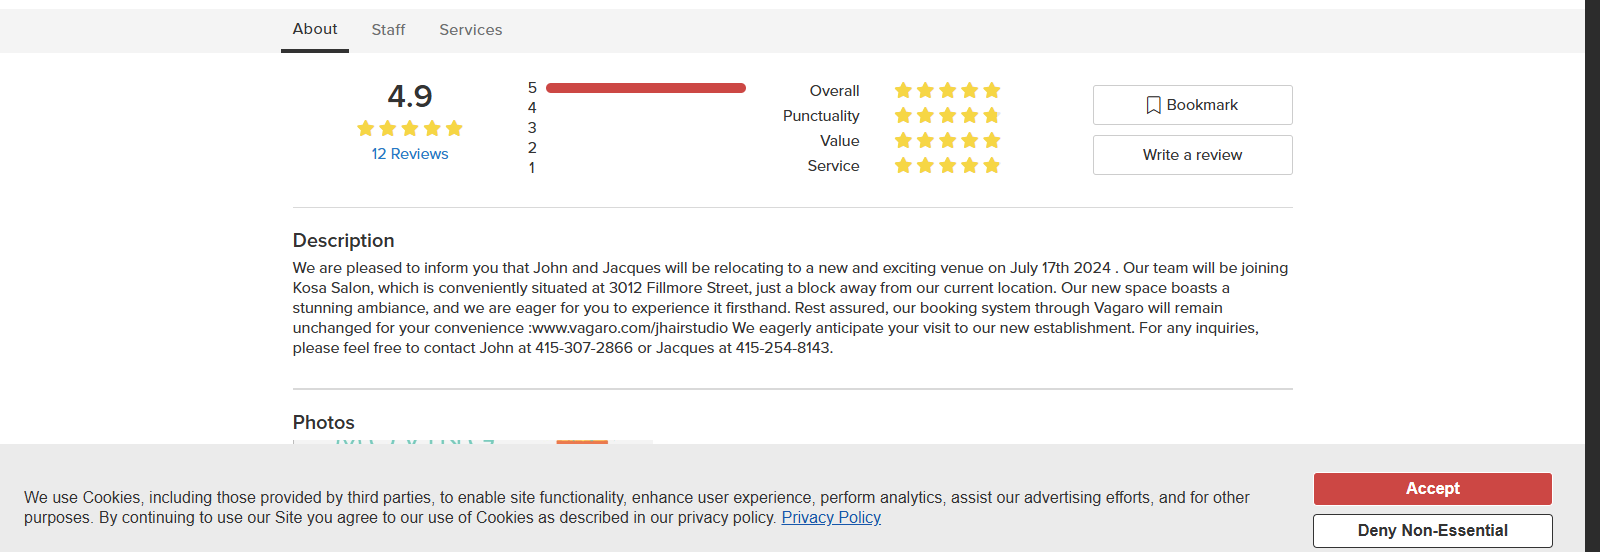 About
Staff
Services
4.9
12 Reviews
5
4
3
2
1
Overall
Punctuality
Value
Service
Bookmark
Write a review
Description
We are pleased to inform you that John and Jacques will be relocating to a new and exciting venue on July 17th 2024 . Our team will be joining
Kosa Salon, which is conveniently situated at 3012 Fillmore Street, just a block away from our current location. Our new space boasts a
stunning ambiance, and we are eager for you to experience it firsthand. Rest assured, our booking system through Vagaro will remain
unchanged for your convenience :www.vagaro.com/jhairstudio We eagerly anticipate your visit to our new establishment. For any inquiries,
please feel free to contact John at 415-307-2866 or Jacques at 415-254-8143.
Photos
We use Cookies, including those provided by third parties, to enable site functionality, enhance user experience, perform analytics, assist our advertising efforts, and for other
purposes. By continuing to use our Site you agree to our use of Cookies as described in our privacy policy. Privacy Policy
Accept
Deny Non-Essential